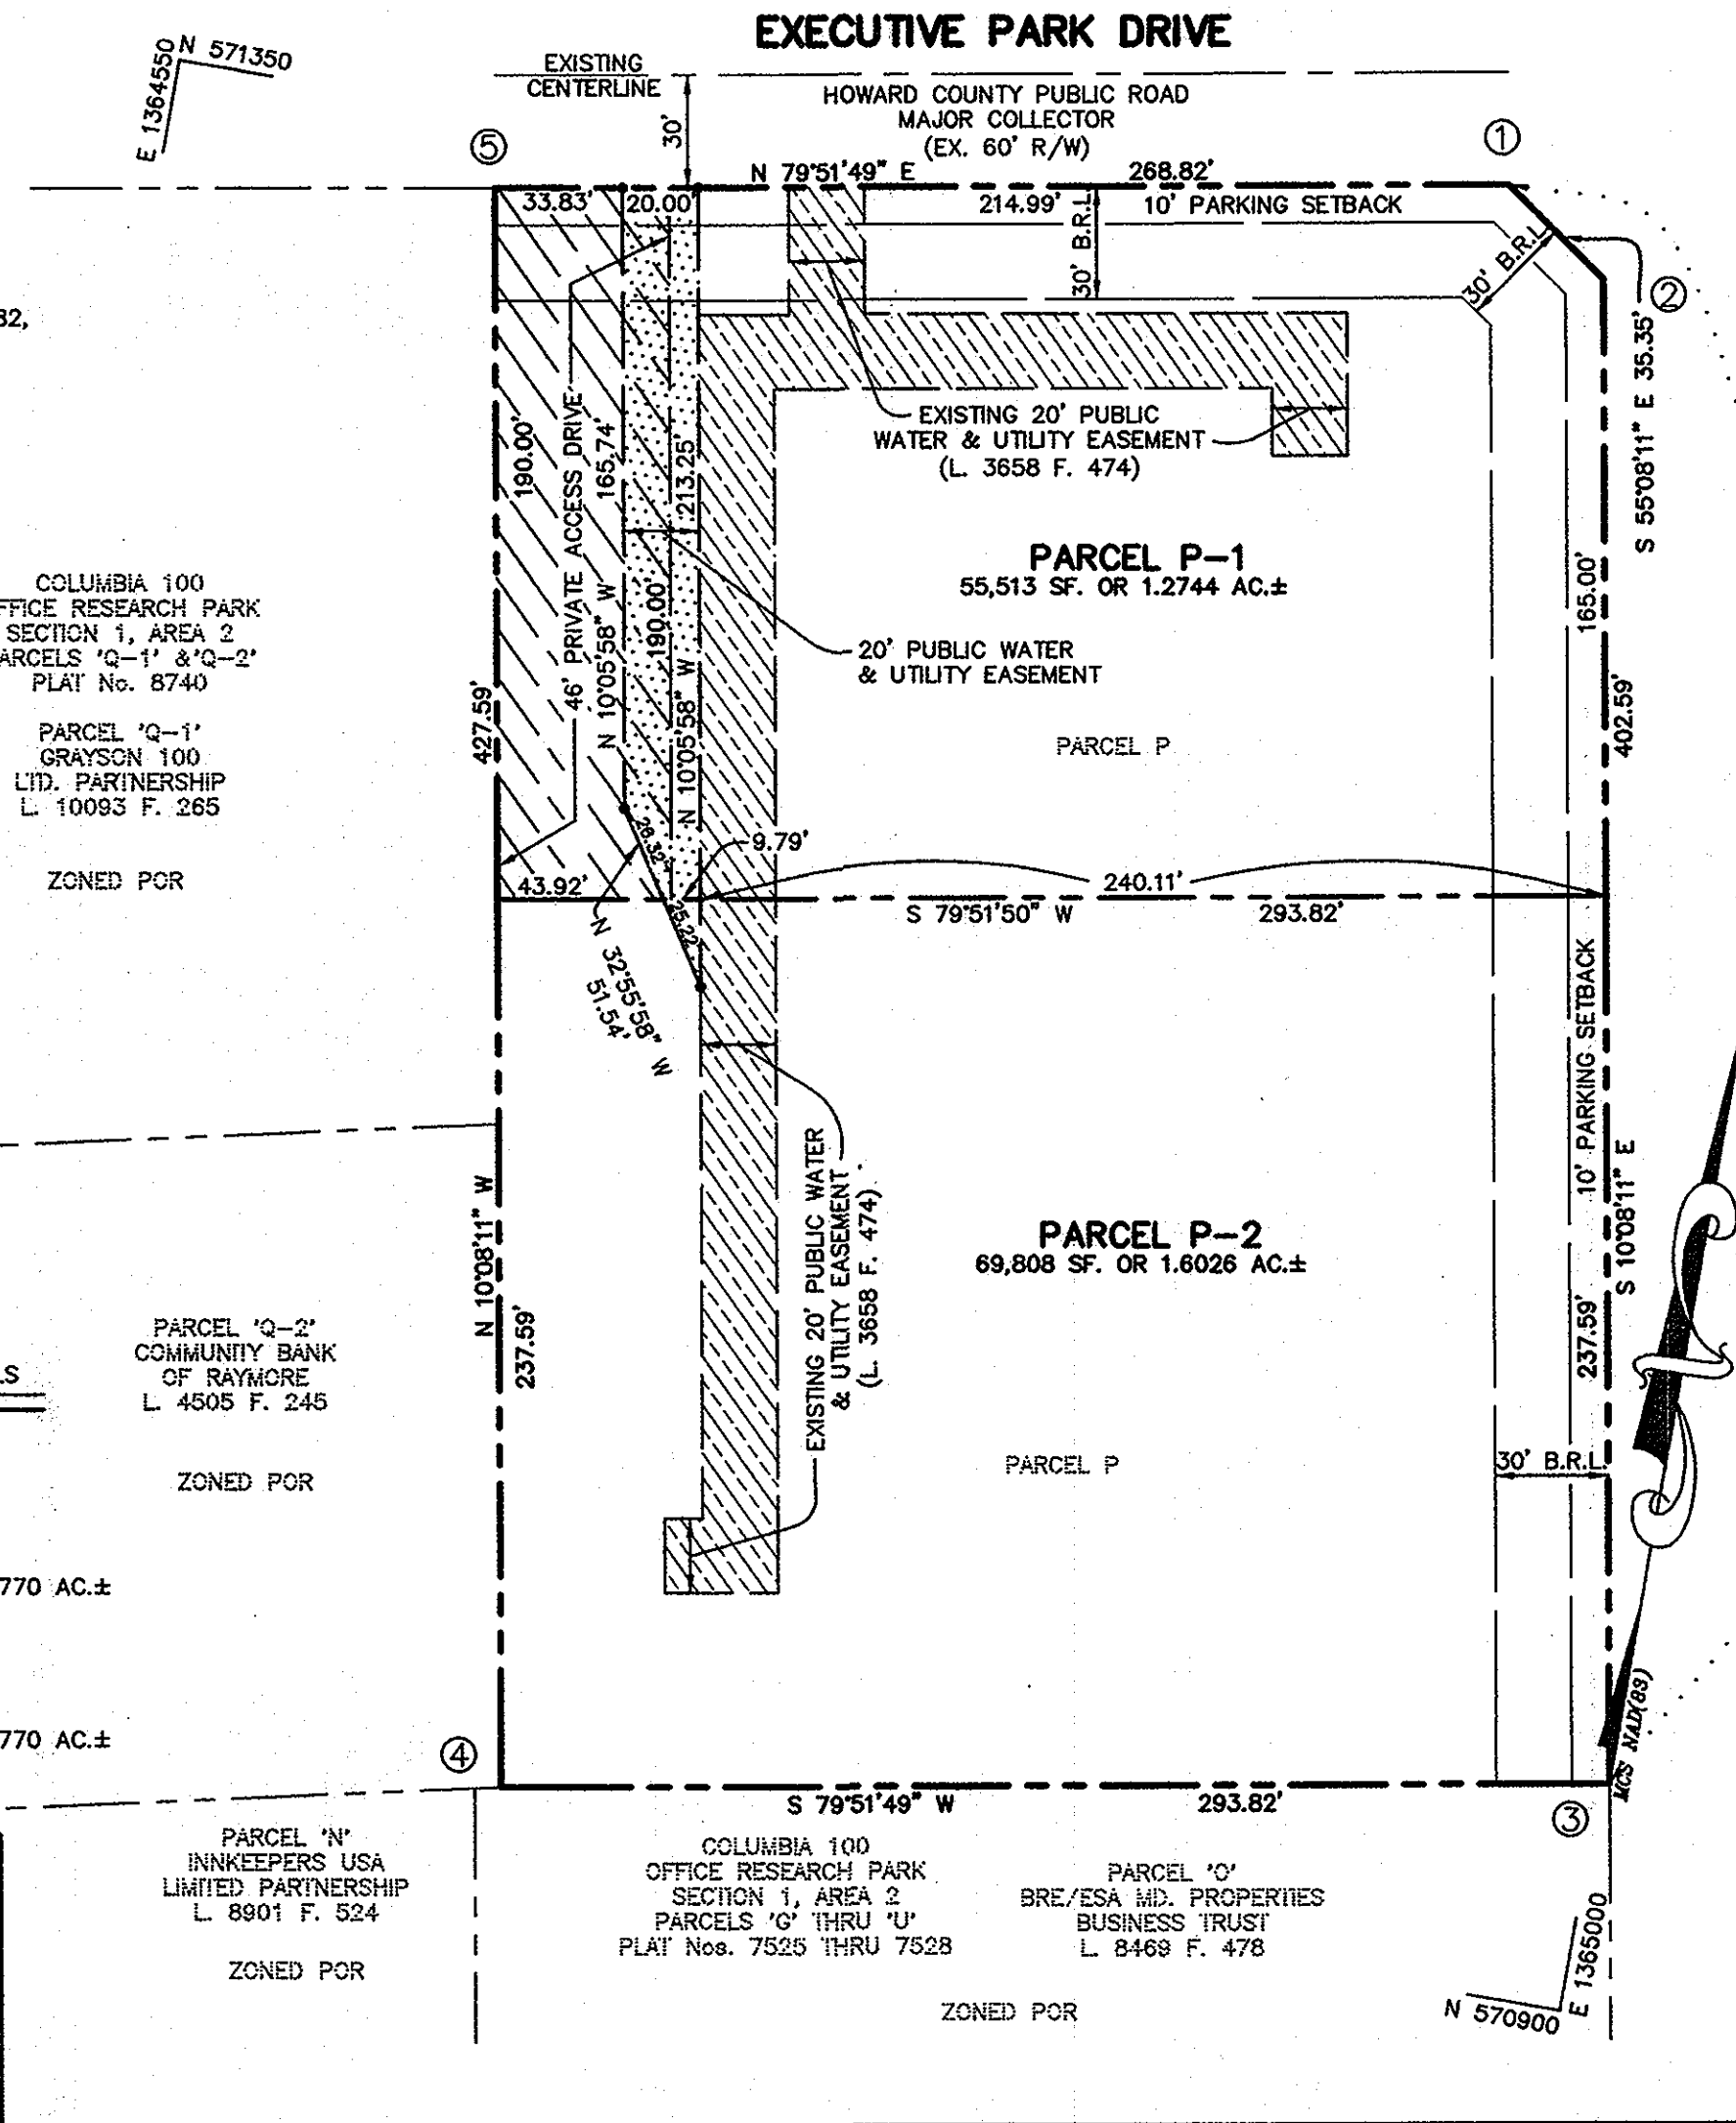 EXECUTIVE PARK DRIVE
N 571350
E 1364550
EXISTING
CENTERLINE
30'
HOWARD COUNTY PUBLIC ROAD
MAJOR COLLECTOR
(EX. 60' R/W)
5
1
N 79°51'49" E
268.82'
33.83'
20.00'
214.99'
10' PARKING SETBACK
30' B.R.L.
30' B.R.L.
2
S 55°08'11" E 35.35'
32,
EXISTING 20' PUBLIC
WATER & UTILITY EASEMENT
(L. 3658 F. 474)
190.00'
46' PRIVATE ACCESS DRIVE
165.74'
N 10°05'58" W
213.25'
190.00'
N 10°05'58" W
PARCEL P-1
55,513 SF. OR 1.2744 AC.±
20' PUBLIC WATER
& UTILITY EASEMENT
PARCEL P
165.00'
402.59'
COLUMBIA 100
OFFICE RESEARCH PARK
SECTION 1, AREA 2
ARCELS 'Q-1' &'Q-2'
PLAT No. 8740
PARCEL 'Q-1'
GRAYSON 100
LTD. PARTNERSHIP
L. 10093 F. 265
ZONED POR
427.59'
26.32'
9.79'
43.92'
240.11'
25.22'
S 79°51'50" W
293.82'
N 32°55'58" W
51.54'
10' PARKING SETBACK
S 10°08'11" E
237.59'
EXISTING 20' PUBLIC WATER
& UTILITY EASEMENT
(L. 3658 F. 474)
N 10°08'11" W
237.59'
PARCEL P-2
69,808 SF. OR 1.6026 AC.±
PARCEL 'Q-2'
COMMUNITY BANK
OF RAYMORE
L. 4505 F. 245
ZONED POR
LS
PARCEL P
30' B.R.L.
770 AC.±
770 AC.±
MCS NAD(83)
4
S 79°51'49" W
293.82'
3
PARCEL 'N'
INNKEEPERS USA
LIMITED PARTNERSHIP
L. 8901 F. 524
ZONED POR
COLUMBIA 100
OFFICE RESEARCH PARK
SECTION 1, AREA 2
PARCELS 'G' THRU 'U'
PLAT Nos. 7525 THRU 7528
PARCEL 'O'
BRE/ESA MD. PROPERTIES
BUSINESS TRUST
L. 8469 F. 478
ZONED POR
N 570900
E 1365000